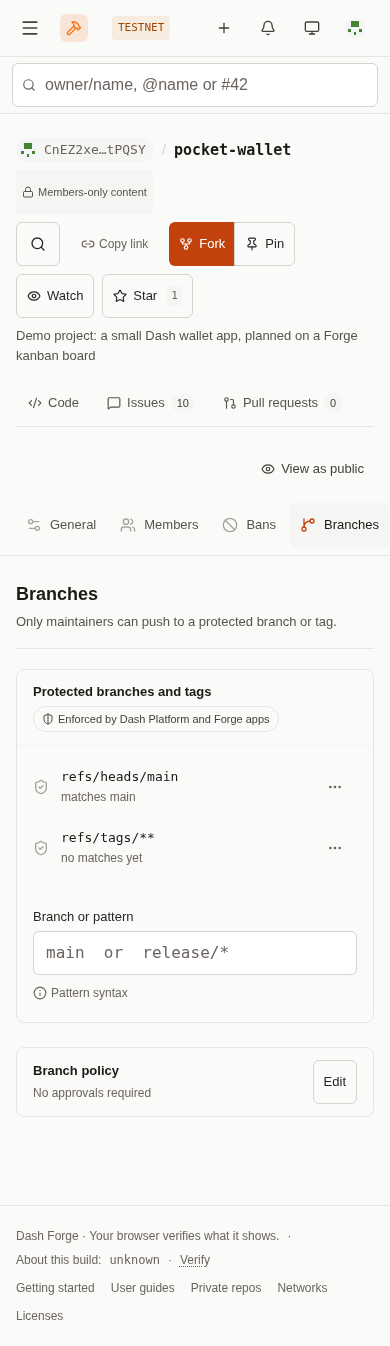 TESTNET
owner/name, @name or #42
CnEZ2xe…tPQSY / pocket-wallet
Members-only content
Copy link
Fork
Pin
Watch
Star 1
Demo project: a small Dash wallet app, planned on a Forge
kanban board
Code
Issues 10
Pull requests 0
View as public
General
Members
Bans
Branches
Branches
Only maintainers can push to a protected branch or tag.
Protected branches and tags
Enforced by Dash Platform and Forge apps
refs/heads/main
matches main
refs/tags/**
no matches yet
Branch or pattern
main or release/*
Pattern syntax
Branch policy
No approvals required
Edit
Dash Forge · Your browser verifies what it shows. ·
About this build: unknown · Verify
Getting started User guides Private repos Networks
Licenses